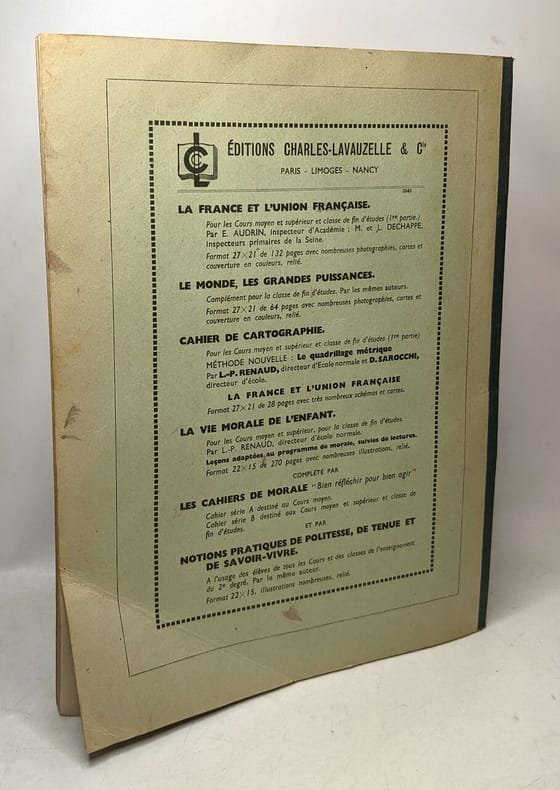 LCL
ÉDITIONS CHARLES-LAVAUZELLE & Cie
PARIS - LIMOGES - NANCY
LA FRANCE ET L'UNION FRANÇAISE.
Pour les Cours moyen et supérieur et classe de fin d'études (1re partie.)
Par E. AUDRIN, inspecteur d'Académie ; M. et J. DECHAPPE,
inspecteurs primaires de la Seine.
Format 27×21 de 132 pages avec nombreuses photographies, cartes et
couverture en couleurs, relié.
LE MONDE, LES GRANDES PUISSANCES.
Complément pour la classe de fin d'études. Par les mêmes auteurs.
Format 27×21 de 64 pages avec nombreuses photographies, cartes et
couverture en couleurs, relié.
CAHIER DE CARTOGRAPHIE.
Pour les Cours moyen et supérieur et classe de fin d'études (1re partie)
MÉTHODE NOUVELLE : Le quadrillage métrique
Par L.-P. RENAUD, directeur d'École normale et D. SAROCCHI,
directeur d'école.
LA FRANCE ET L'UNION FRANÇAISE
Format 27×21 de 28 pages avec très nombreux schémas et cartes.
LA VIE MORALE DE L'ENFANT.
Pour les Cours moyen et supérieur, pour la classe de fin d'études.
Par L.-P. RENAUD, directeur d'école normale.
Leçons adaptées au programme de morale, suivies de lectures.
Format 22×15 de 270 pages avec nombreuses illustrations, relié.
COMPLÉTÉ PAR
LES CAHIERS DE MORALE "Bien réfléchir pour bien agir"
Cahier série A destiné au Cours moyen.
Cahier série B destiné aux Cours moyen et supérieur et classe de
fin d'études.
ET PAR
NOTIONS PRATIQUES DE POLITESSE, DE TENUE ET
DE SAVOIR-VIVRE.
A l'usage des élèves de tous les Cours et des classes de l'enseignement
du 2e degré. Par le même auteur.
Format 22×15, illustrations nombreuses, relié.